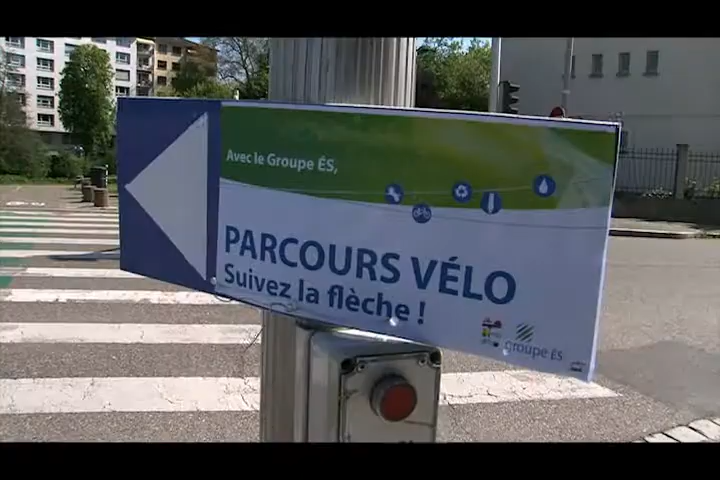 Avec le Groupe ÉS,
PARCOURS VÉLO
Suivez la flèche !
groupe ÉS